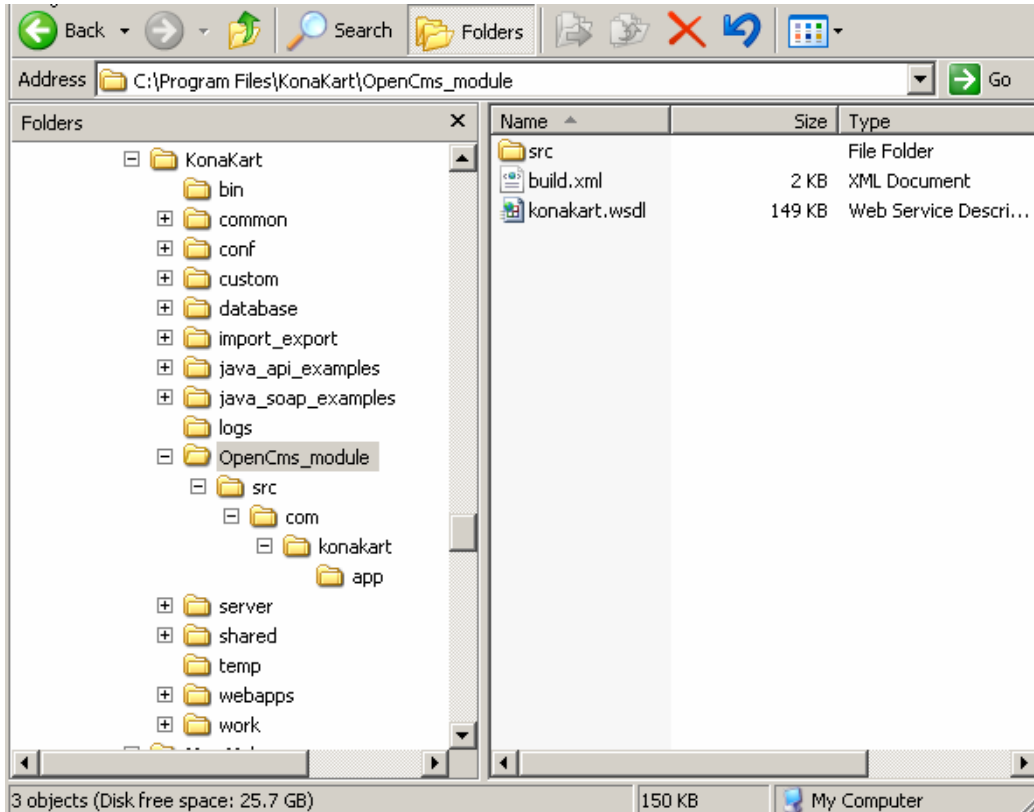 Back Search Folders
Address C:\Program Files\KonaKart\OpenCms_module Go
Folders x
KonaKart
bin
common
conf
custom
database
import_export
java_api_examples
java_soap_examples
logs
OpenCms_module
src
com
konakart
app
server
shared
temp
webapps
work
Name Size Type
src File Folder
build.xml 2 KB XML Document
konakart.wsdl 149 KB Web Service Descri...
3 objects (Disk free space: 25.7 GB) 150 KB My Computer